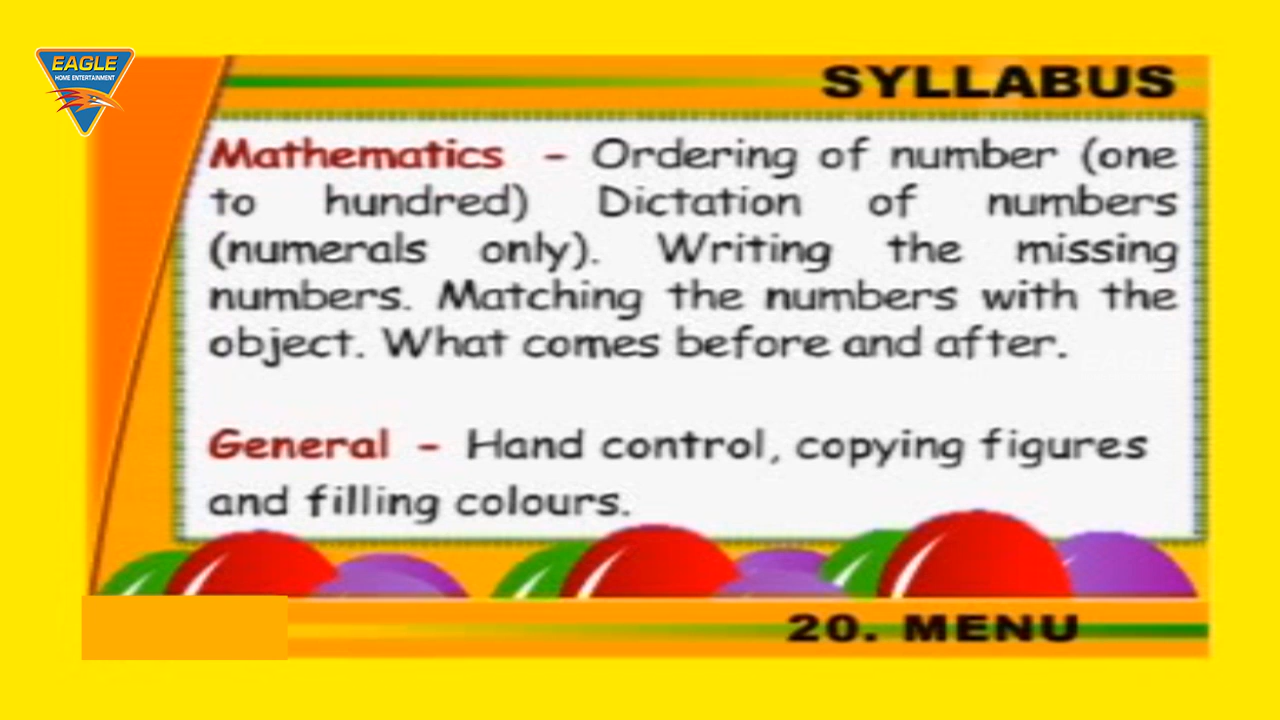 EAGLE
HOME ENTERTAINMENT
SYLLABUS
Mathematics - Ordering of number (one
to hundred) Dictation of numbers
(numerals only). Writing the missing
numbers. Matching the numbers with the
object. What comes before and after.
General - Hand control, copying figures
and filling colours.
20. MENU